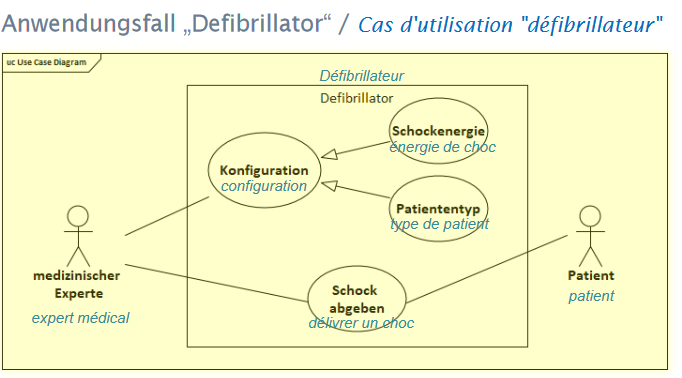 Anwendungsfall „Defibrillator“ / Cas d'utilisation "défibrillateur"
uc Use Case Diagram
Défibrillateur
Defibrillator
Schockenergie
énergie de choc
Konfiguration
configuration
Patiententyp
type de patient
medizinischer
Experte
expert médical
Schock
abgeben
délivrer un choc
Patient
patient